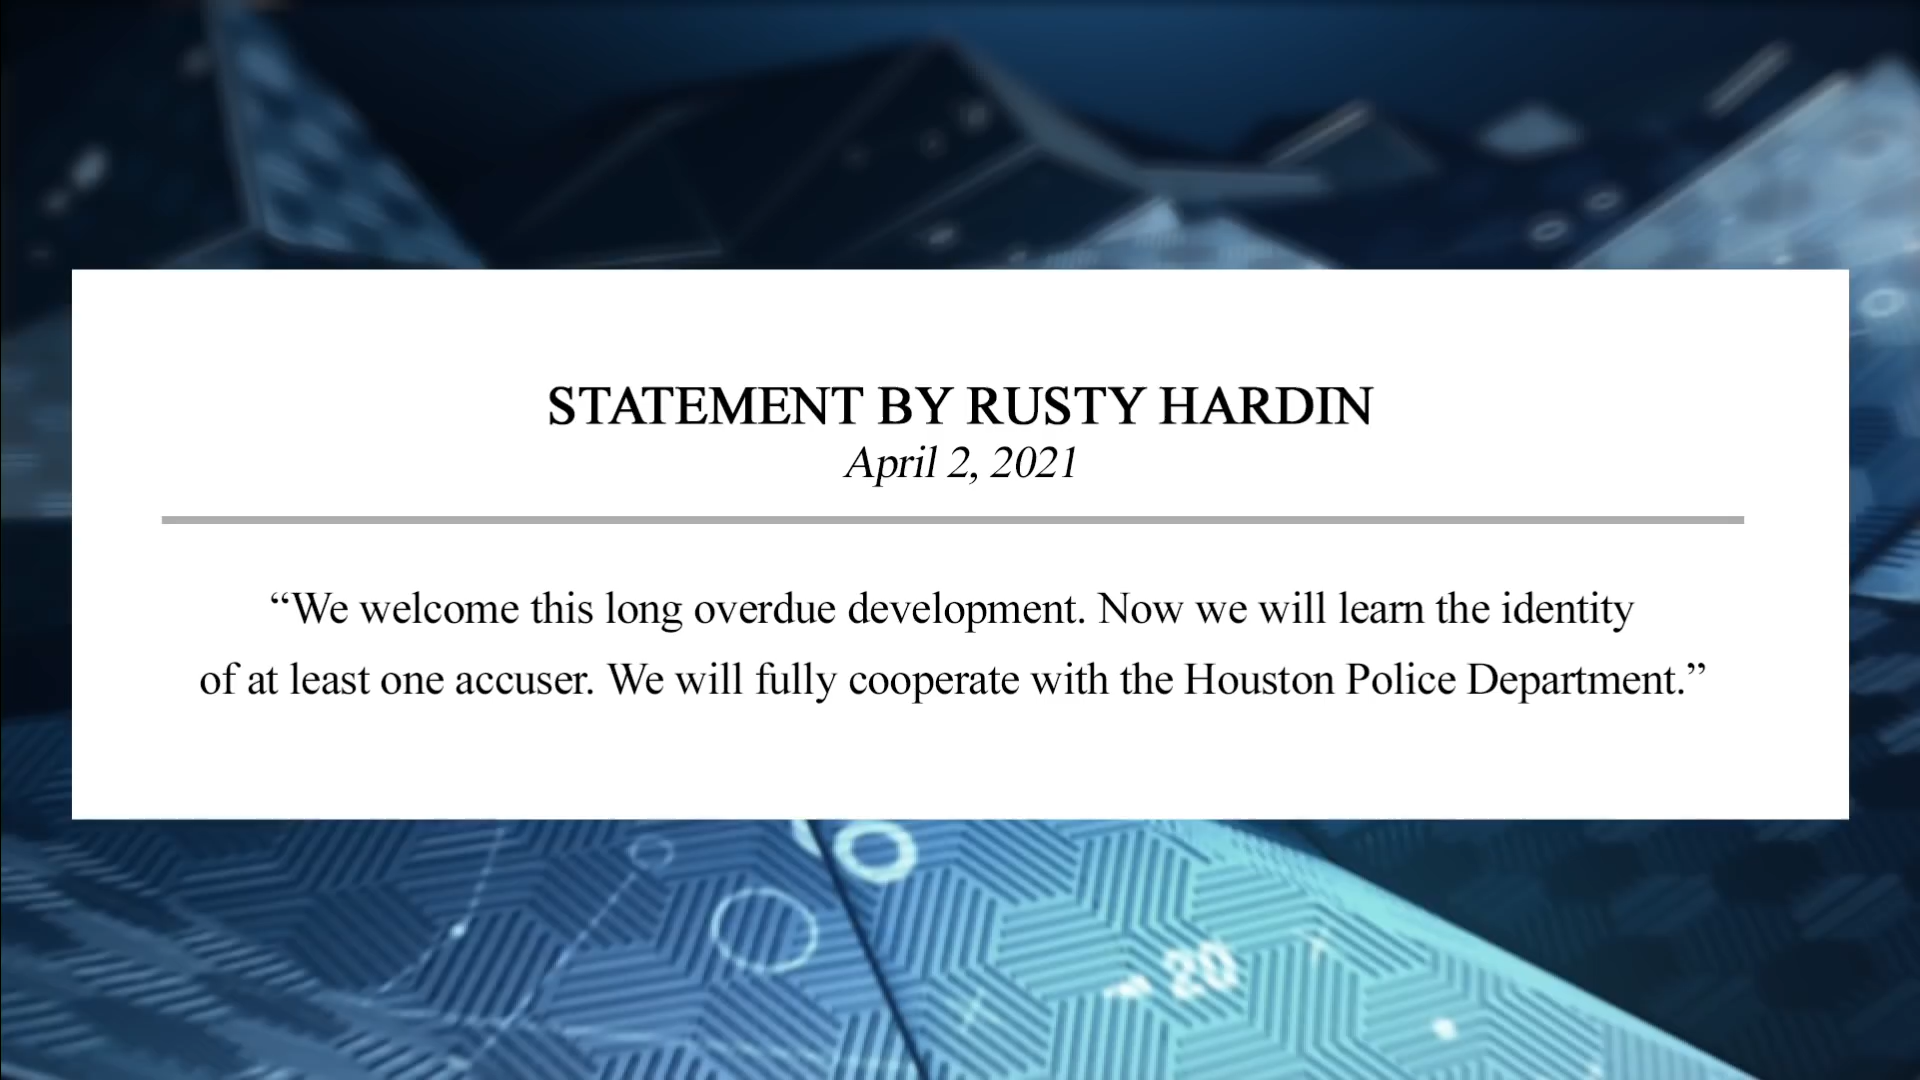 STATEMENT BY RUSTY HARDIN
April 2, 2021
“We welcome this long overdue development. Now we will learn the identity
of at least one accuser. We will fully cooperate with the Houston Police Department.”
20